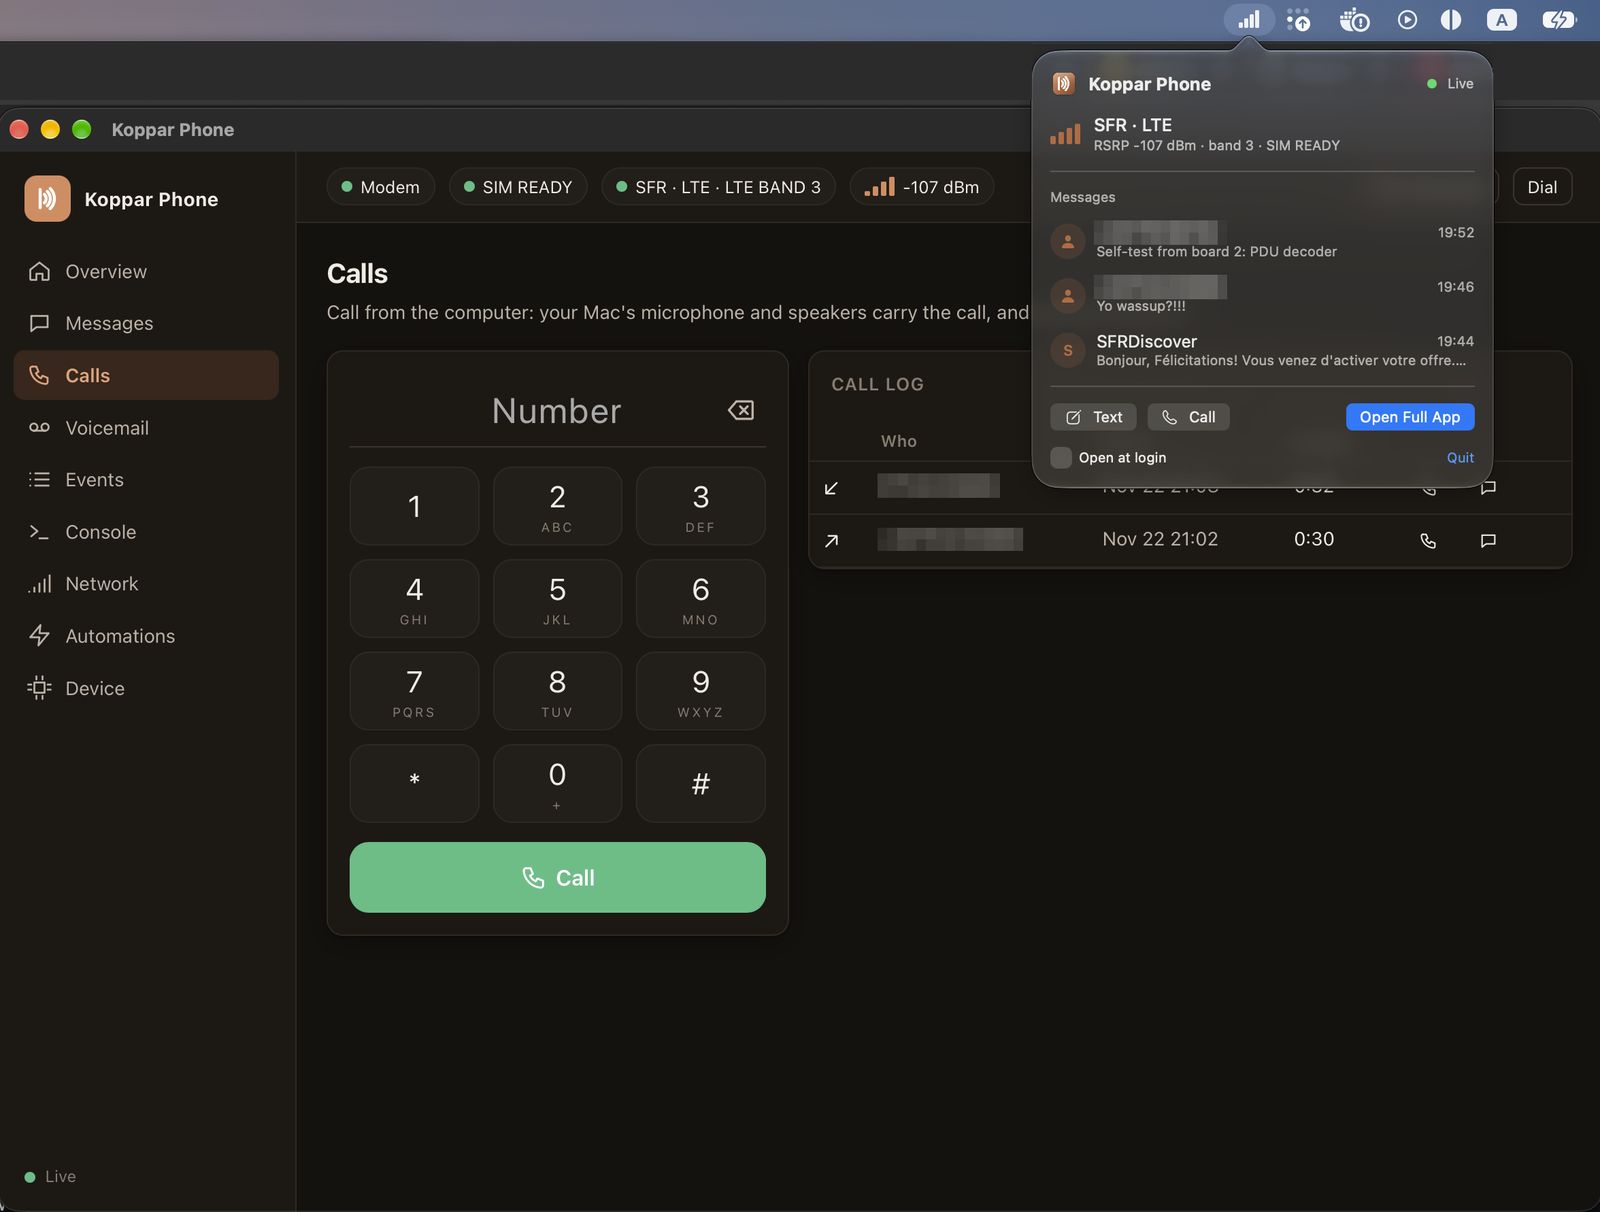 A
Koppar Phone
Live
SFR · LTE
RSRP -107 dBm · band 3 · SIM READY
Messages
19:52
Self-test from board 2: PDU decoder
19:46
Yo wassup?!!!
SFRDiscover
19:44
S
Bonjour, Félicitations! Vous venez d'activer votre offre....
Text
Call
Open Full App
Open at login
Quit
Koppar Phone
Koppar Phone
Overview
Messages
Calls
Voicemail
Events
Console
Network
Automations
Device
Live
Modem
SIM READY
SFR · LTE · LTE BAND 3
-107 dBm
Dial
Calls
Call from the computer: your Mac's microphone and speakers carry the call, and
Number
1
2
ABC
3
DEF
4
GHI
5
JKL
6
MNO
7
PQRS
8
TUV
9
WXYZ
*
0
+
#
Call
CALL LOG
Who
Nov 22 21:02
0:30